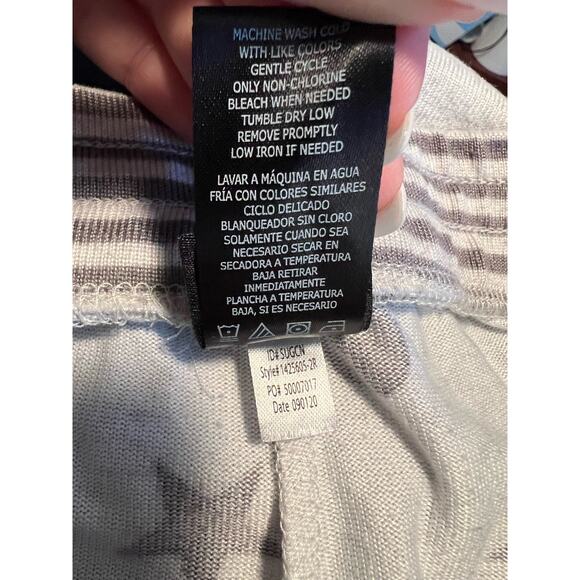 MACHINE WASH COLD
WITH LIKE COLORS
GENTLE CYCLE
ONLY NON-CHLORINE
BLEACH WHEN NEEDED
TUMBLE DRY LOW
REMOVE PROMPTLY
LOW IRON IF NEEDED
LAVAR A MÁQUINA EN AGUA
FRÍA CON COLORES SIMILARES
CICLO DELICADO
BLANQUEADOR SIN CLORO
SOLAMENTE CUANDO SEA
NECESARIO SECAR EN
SECADORA A TEMPERATURA
BAJA RETIRAR
INMEDIATAMENTE
PLANCHA A TEMPERATURA
BAJA, SI ES NECESARIO
ID# SUGCN
Style# 142560S-2R
PO# 50007017
Date 090120